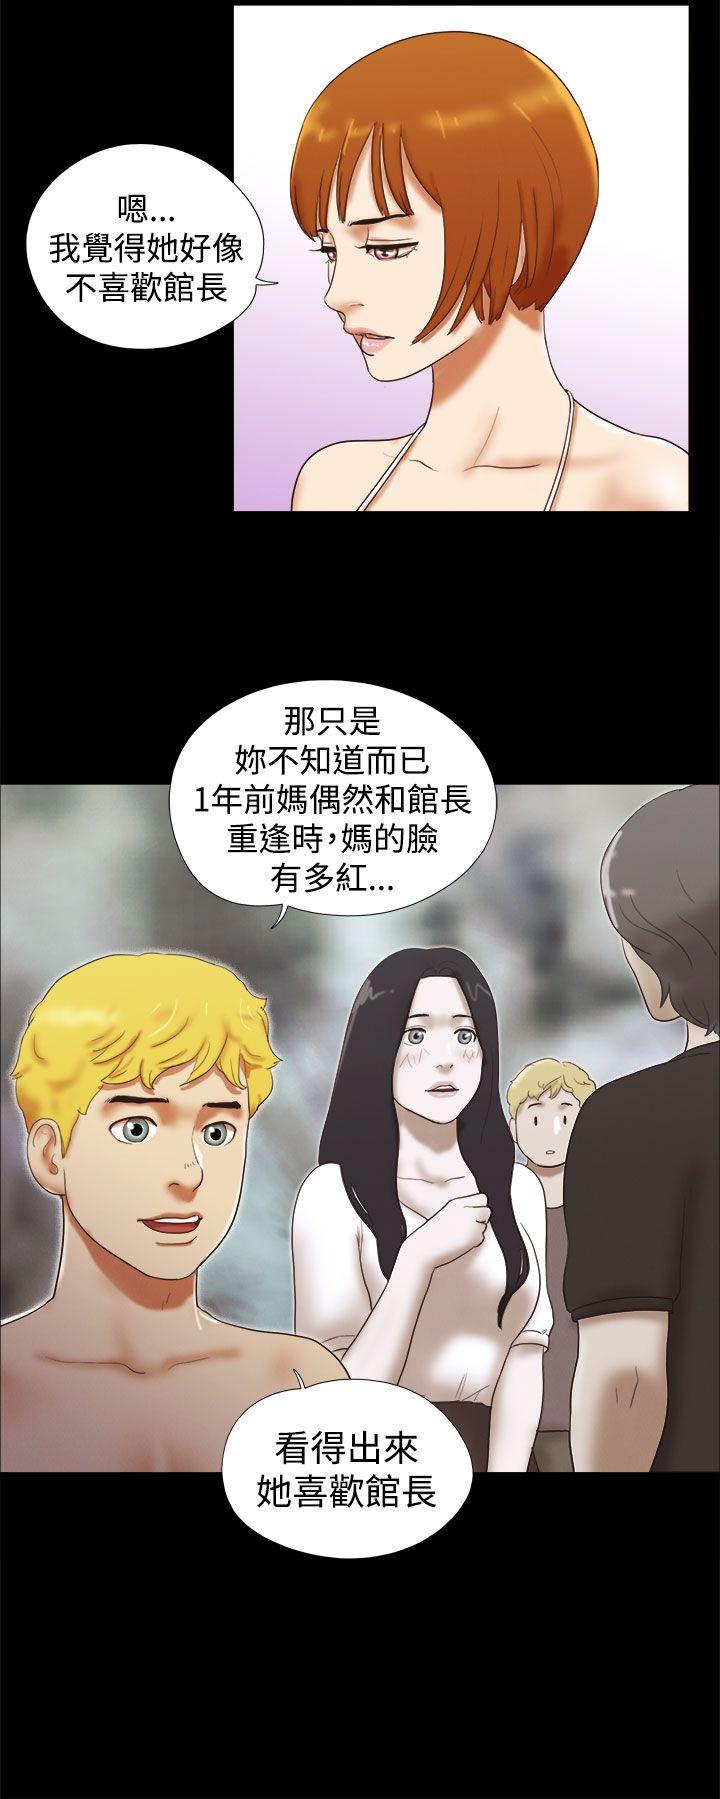 嗯...
我覺得她好像
不喜歡館長
那只是
妳不知道而已
1年前媽偶然和館長
重逢時,媽的臉
有多紅...
看得出來
她喜歡館長